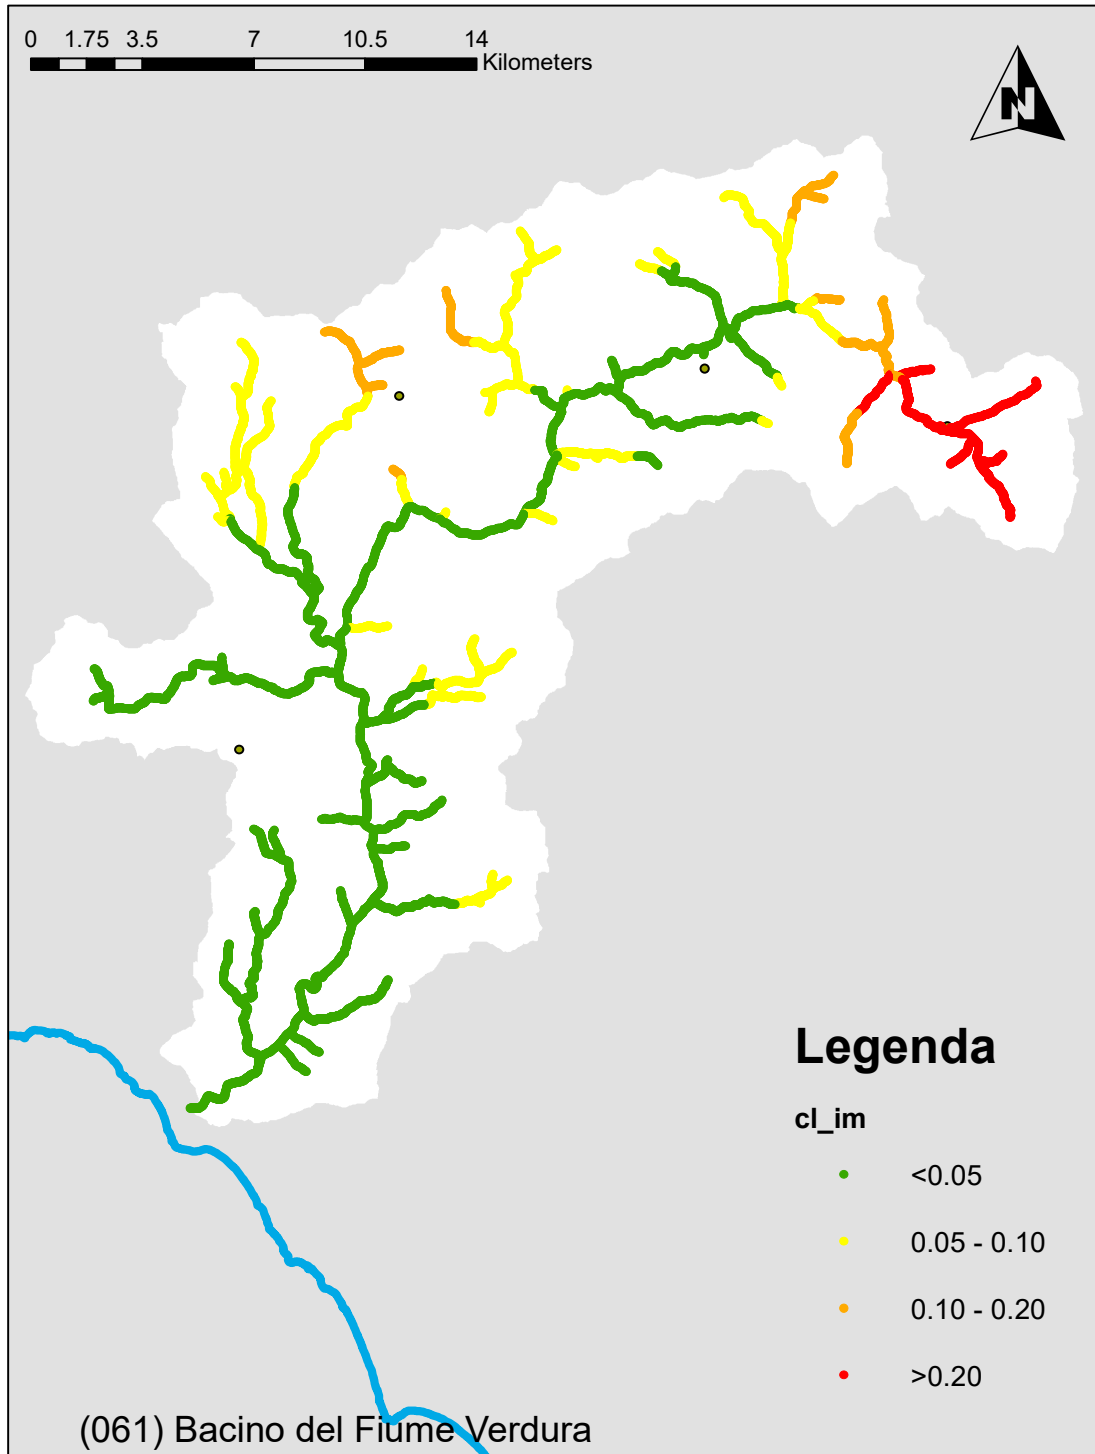 0 1.75 3.5 7 10.5 14
Kilometers
N
Legenda
cl_im
<0.05
0.05 - 0.10
0.10 - 0.20
>0.20
(061) Bacino del Fiume Verdura